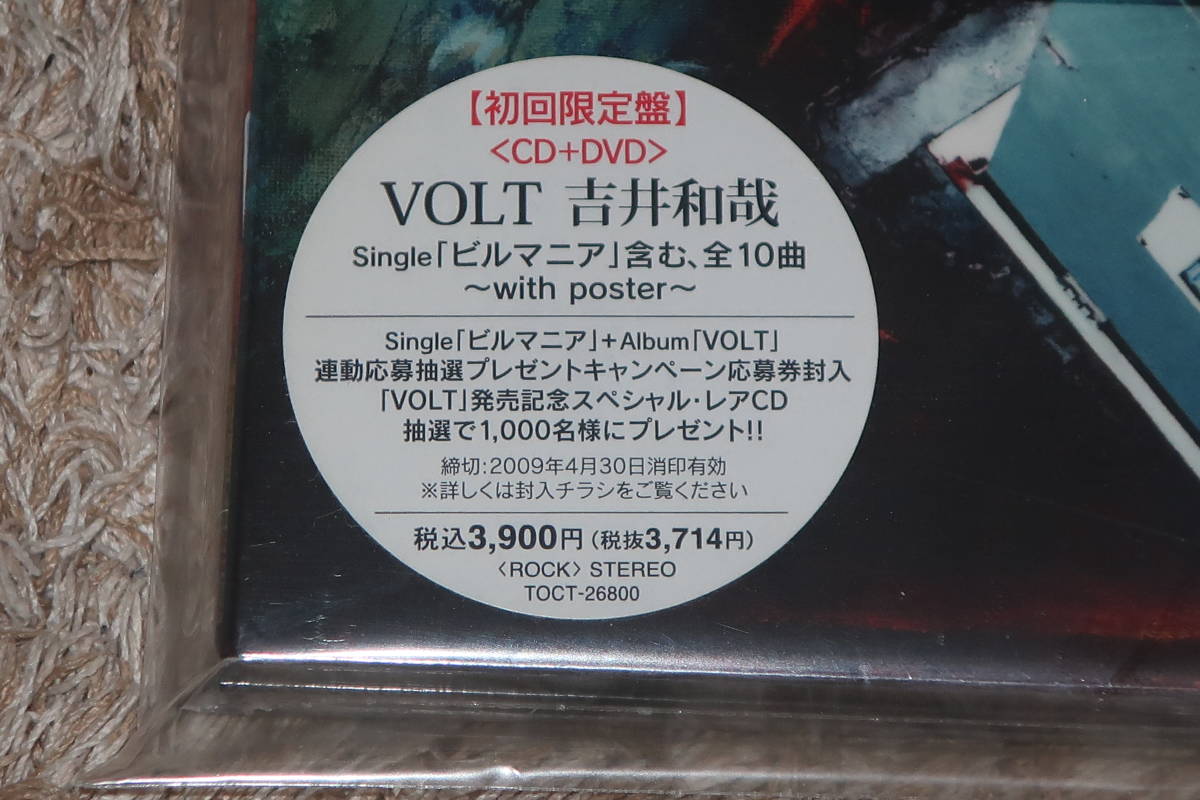 【初回限定盤】
<CD+DVD>
VOLT 吉井和哉
Single「ビルマニア」含む、全10曲
～with poster～
Single「ビルマニア」+Album「VOLT」
連動応募抽選プレゼントキャンペーン応募券封入
「VOLT」発売記念スペシャル・レアCD
抽選で1,000名様にプレゼント!!
締切:2009年4月30日消印有効
※詳しくは封入チラシをご覧ください
税込3,900円(税抜3,714円)
〈ROCK〉 STEREO
TOCT-26800